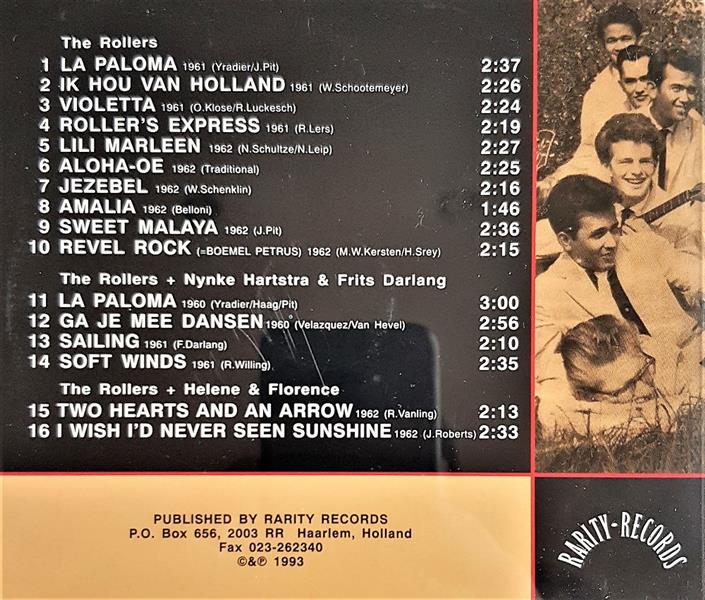 The Rollers
1 LA PALOMA 1961 (Yradier/J.Pit) 2:37
2 IK HOU VAN HOLLAND 1961 (W.Schootemeyer) 2:26
3 VIOLETTA 1961 (O.Klose/R.Luckesch) 2:24
4 ROLLER'S EXPRESS 1961 (R.Lers) 2:19
5 LILI MARLEEN 1962 (N.Schultze/N.Leip) 2:27
6 ALOHA-OE 1962 (Traditional) 2:25
7 JEZEBEL 1962 (W.Schenklin) 2:16
8 AMALIA 1962 (Belloni) 1:46
9 SWEET MALAYA 1962 (J.Pit) 2:36
10 REVEL ROCK (=BOEMEL PETRUS) 1962 (M.W.Kersten/H.Srey) 2:15
The Rollers + Nynke Hartstra & Frits Darlang
11 LA PALOMA 1960 (Yradier/Haag/Pit) 3:00
12 GA JE MEE DANSEN 1960 (Velazquez/Van Hevel) 2:56
13 SAILING 1961 (F.Darlang) 2:10
14 SOFT WINDS 1961 (R.Willing) 2:35
The Rollers + Helene & Florence
15 TWO HEARTS AND AN ARROW 1962 (R.Vanling) 2:13
16 I WISH I'D NEVER SEEN SUNSHINE 1962 (J.Roberts) 2:33
PUBLISHED BY RARITY RECORDS
P.O. Box 656, 2003 RR Haarlem, Holland
Fax 023-262340
©&℗ 1993
RARITY-RECORDS